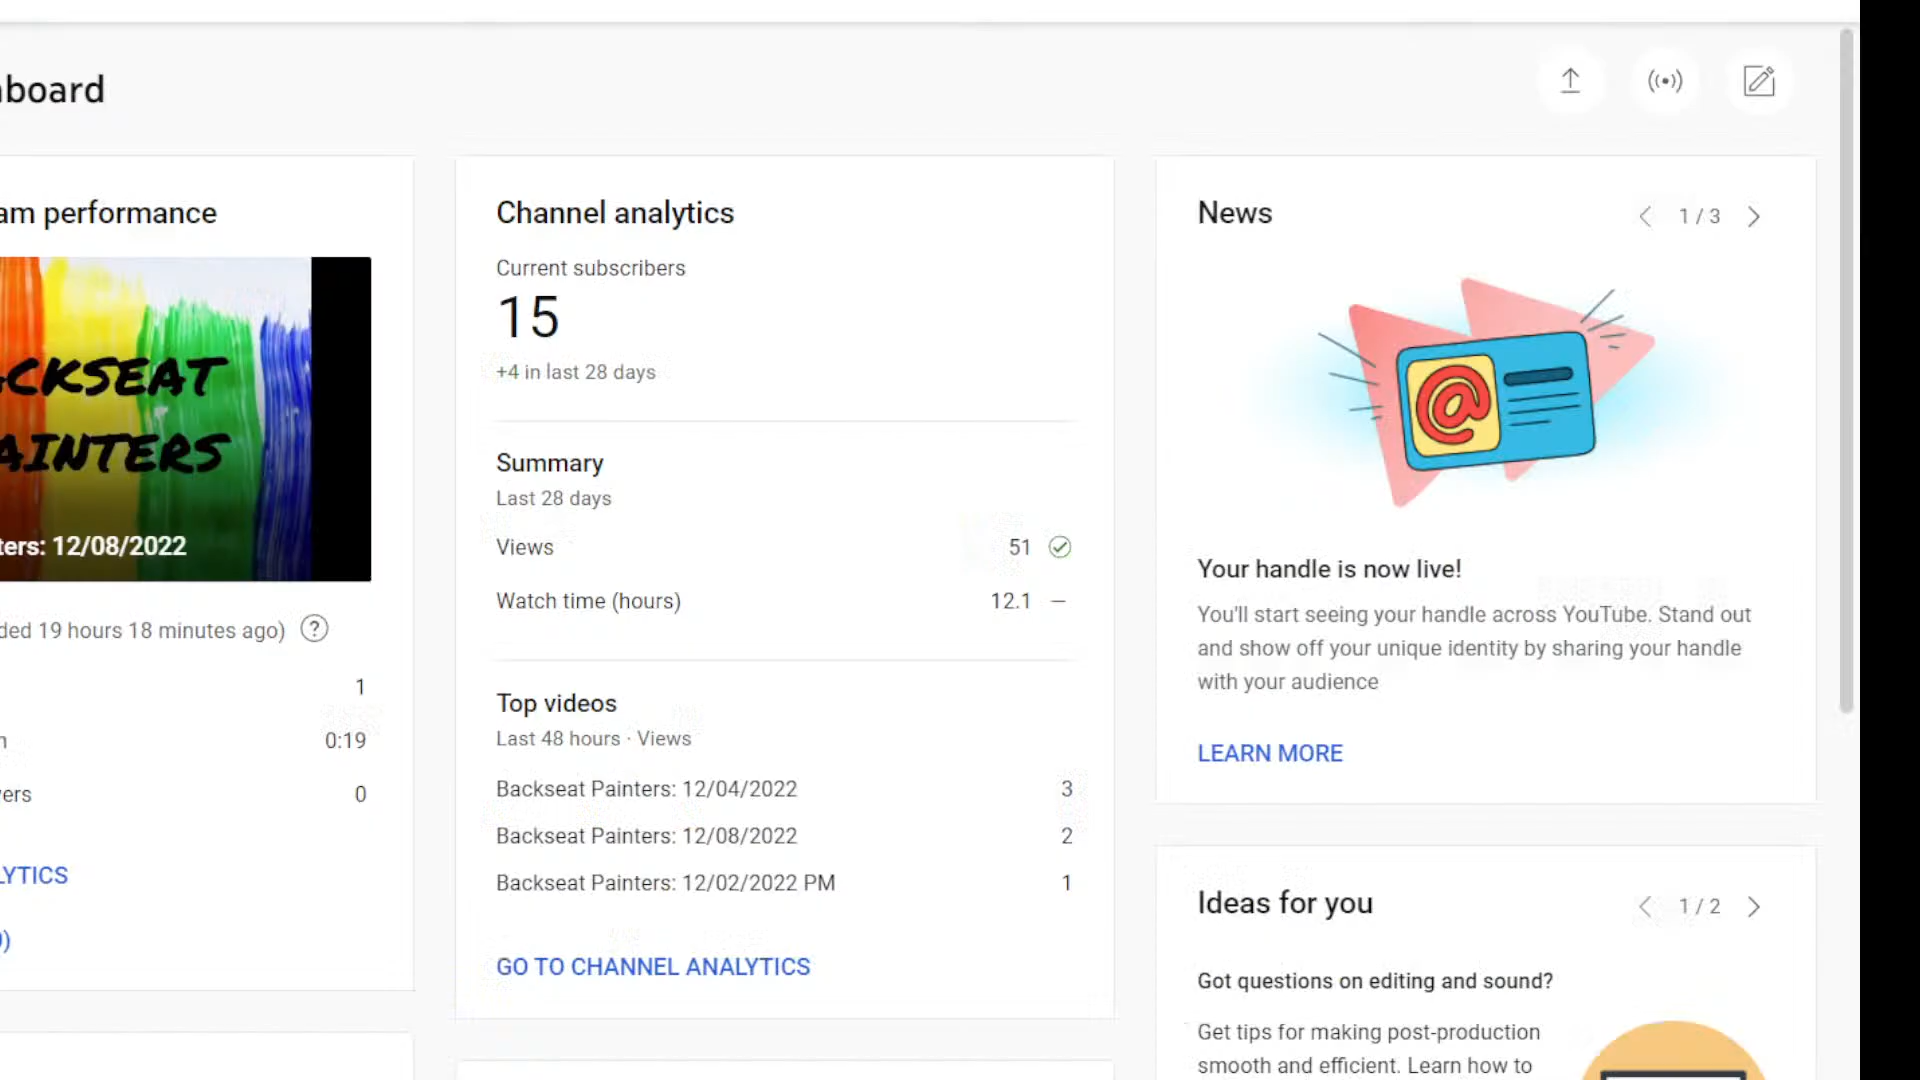 board
am performance
CKSEAT
AINTERS
ters: 12/08/2022
ded 19 hours 18 minutes ago) ?
1
n 0:19
ers 0
LYTICS
)
Channel analytics
Current subscribers
15
+4 in last 28 days
Summary
Last 28 days
Views 51
Watch time (hours) 12.1 —
Top videos
Last 48 hours · Views
Backseat Painters: 12/04/2022 3
Backseat Painters: 12/08/2022 2
Backseat Painters: 12/02/2022 PM 1
GO TO CHANNEL ANALYTICS
News 1 / 3
@
Your handle is now live!
You'll start seeing your handle across YouTube. Stand out
and show off your unique identity by sharing your handle
with your audience
LEARN MORE
Ideas for you 1 / 2
Got questions on editing and sound?
Get tips for making post-production
smooth and efficient. Learn how to